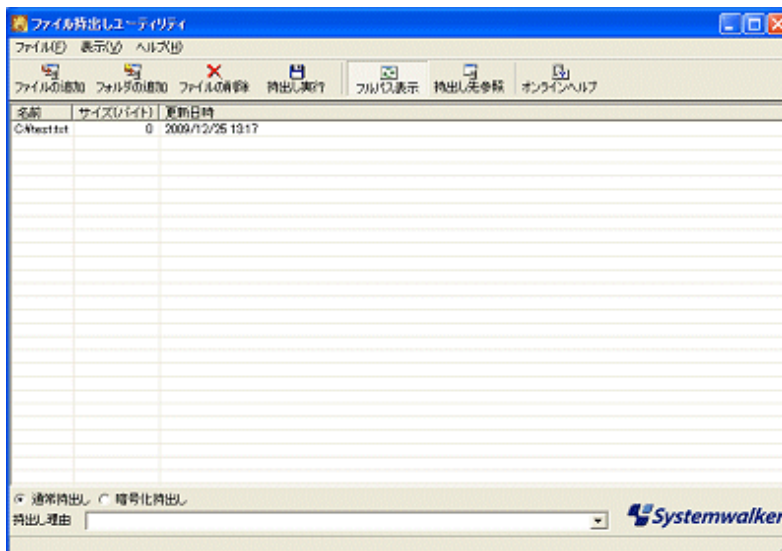 ファイル持出しユーティリティ
ファイル(F) 表示(V) ヘルプ(H)
ファイルの追加 フォルダの追加 ファイルの削除 持出し実行 フルパス表示 持出し先参照 オンラインヘルプ
名前 サイズ(バイト) 更新日時
C:¥test.txt 0 2009/12/25 13:17
通常持出し 暗号化持出し
持出し理由
Systemwalker